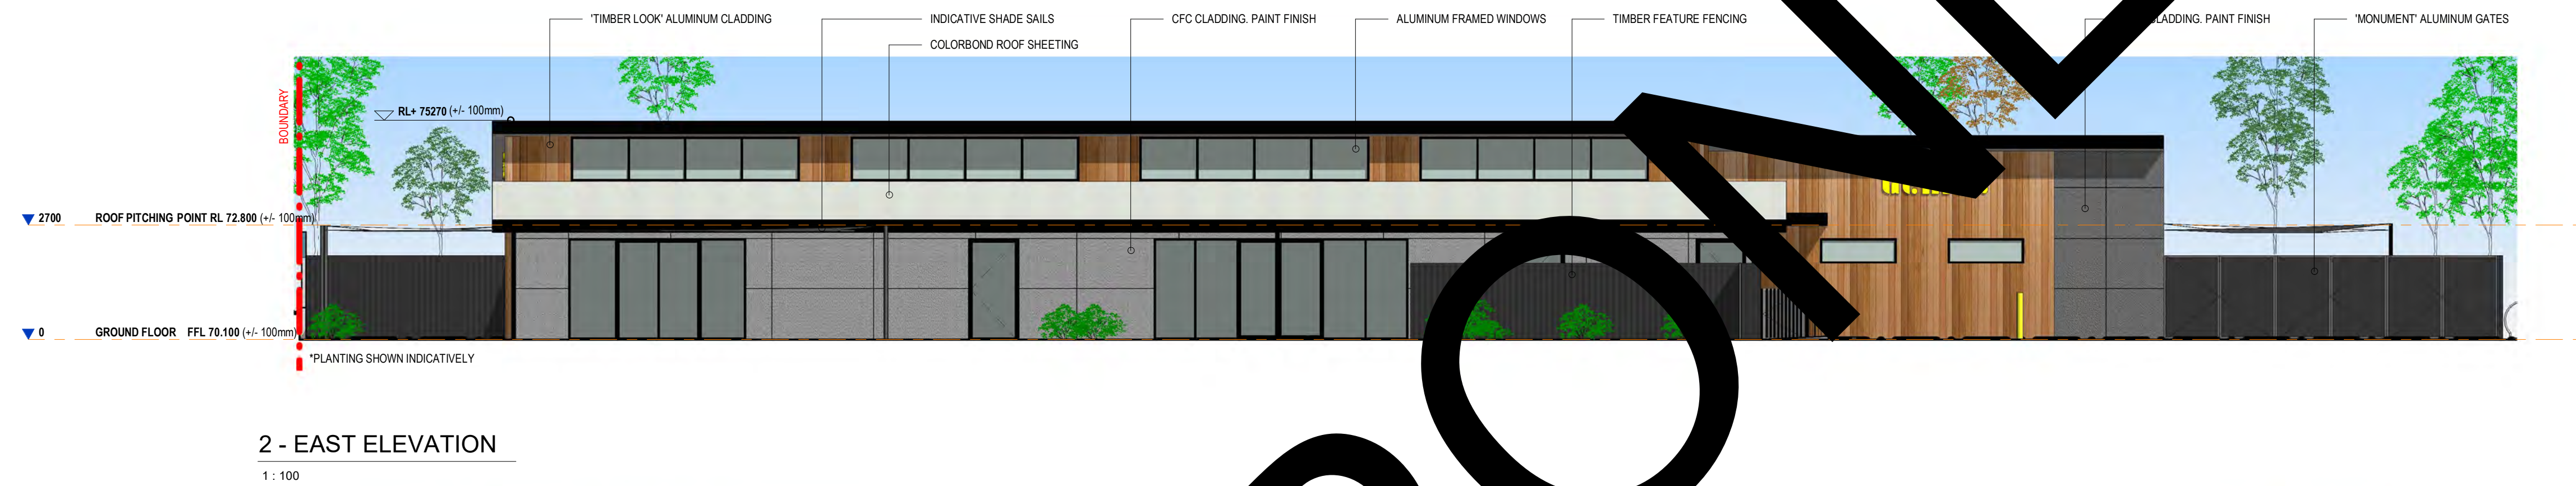 'TIMBER LOOK' ALUMINUM CLADDING
INDICATIVE SHADE SAILS
CFC CLADDING. PAINT FINISH
ALUMINUM FRAMED WINDOWS
TIMBER FEATURE FENCING
CLADDING. PAINT FINISH
'MONUMENT' ALUMINUM GATES
COLORBOND ROOF SHEETING
BOUNDARY
RL+ 75270 (+/- 100mm)
2700 ROOF PITCHING POINT RL 72.800 (+/- 100mm)
0 GROUND FLOOR FFL 70.100 (+/- 100mm)
*PLANTING SHOWN INDICATIVELY
2 - EAST ELEVATION
1 : 100